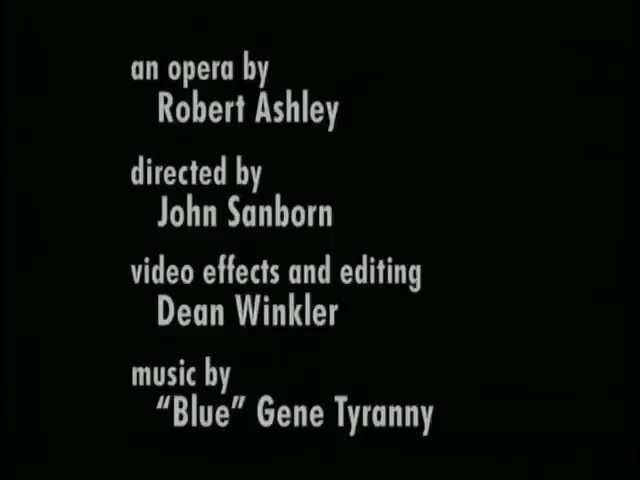 an opera by
Robert Ashley
directed by
John Sanborn
video effects and editing
Dean Winkler
music by
“Blue” Gene Tyranny